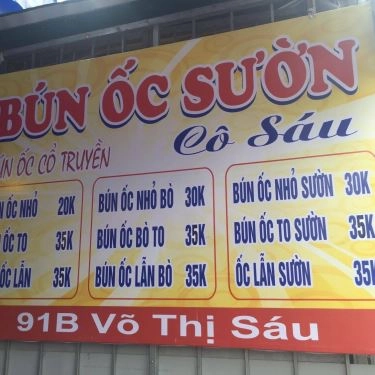 BÚN ỐC SƯỜN
Cô Sáu
ÚN ỐC CỔ TRUYỀN
ÚN ỐC NHỎ 20K
ÚN ỐC TO 35K
ỐC LẪN 35K
BÚN ỐC NHỎ BÒ 30K
BÚN ỐC BÒ TO 35K
BÚN ỐC LẪN BÒ 35K
BÚN ỐC NHỎ SƯỜN 30K
BÚN ỐC TO SƯỜN 35K
ỐC LẪN SƯỜN 35K
91B Võ Thị Sáu